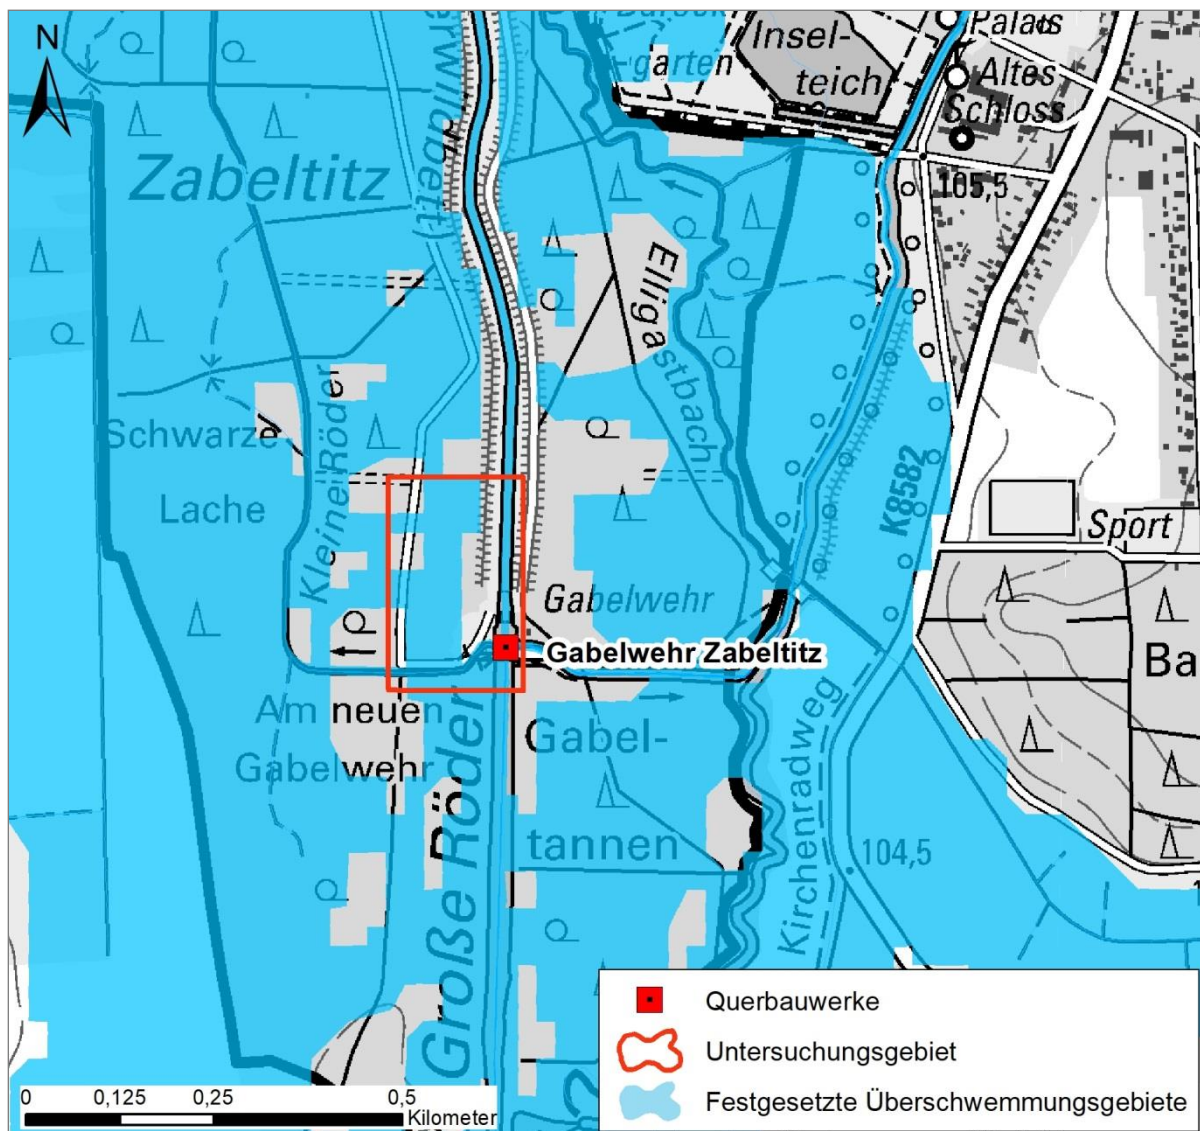 N
Palais
Insel-
teich
garten
Altes
Schloss
105,5
Zabeltitz
Elligastbach
Schwarze
Lache
Kleine Röder
K8582
Sport
Gabelwehr
Gabelwehr Zabeltitz
Am neuen
Gabelwehr
Gabel-
tannen
Große Röder
Kirchenradweg
104,5
Ba
Querbauwerke
Untersuchungsgebiet
Festgesetzte Überschwemmungsgebiete
0 0,125 0,25 0,5
Kilometer